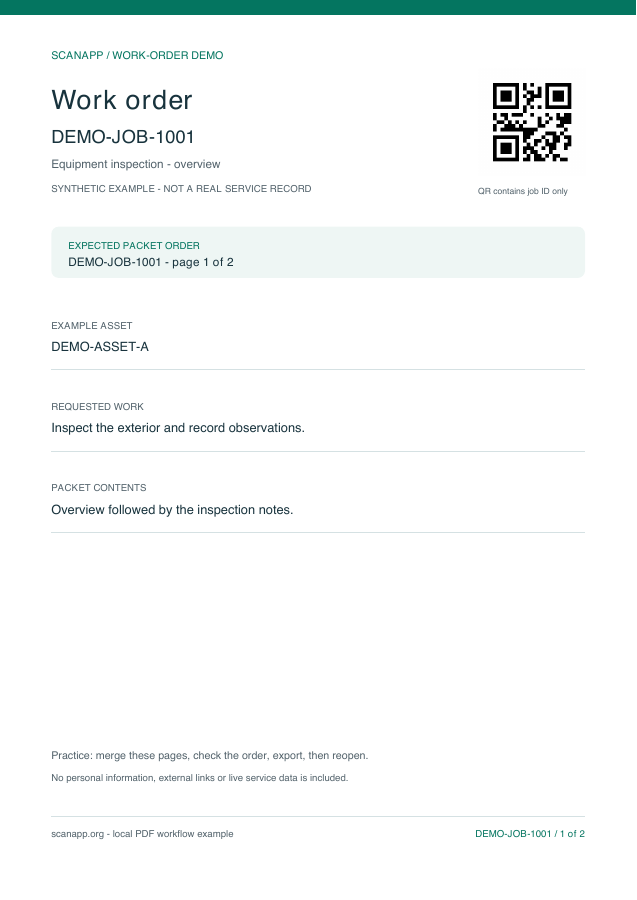 SCANAPP / WORK-ORDER DEMO
Work order
DEMO-JOB-1001
Equipment inspection - overview
SYNTHETIC EXAMPLE - NOT A REAL SERVICE RECORD
QR contains job ID only
EXPECTED PACKET ORDER
DEMO-JOB-1001 - page 1 of 2
EXAMPLE ASSET
DEMO-ASSET-A
REQUESTED WORK
Inspect the exterior and record observations.
PACKET CONTENTS
Overview followed by the inspection notes.
Practice: merge these pages, check the order, export, then reopen.
No personal information, external links or live service data is included.
scanapp.org - local PDF workflow example
DEMO-JOB-1001 / 1 of 2